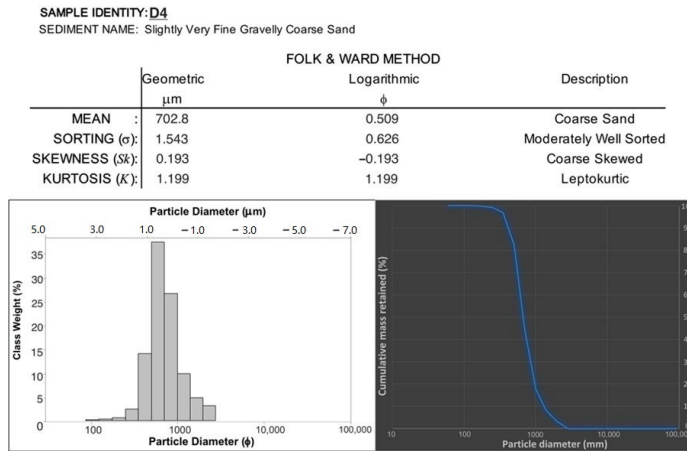 SAMPLE IDENTITY: D4
SEDIMENT NAME: Slightly Very Fine Gravelly Coarse Sand
FOLK & WARD METHOD
Geometric Logarithmic Description
μm ϕ
MEAN : 702.8 0.509 Coarse Sand
SORTING (σ): 1.543 0.626 Moderately Well Sorted
SKEWNESS (Sk): 0.193 −0.193 Coarse Skewed
KURTOSIS (K): 1.199 1.199 Leptokurtic
Particle Diameter (μm)
5.0 3.0 1.0 − 1.0 − 3.0 − 5.0 − 7.0
Class Weight (%)
35
30
25
20
15
10
5
0
100 1000 10,000 100,000
Particle Diameter (ϕ)
Cumulative mass retained (%)
10 100 1000 10,000
Particle diameter (mm)